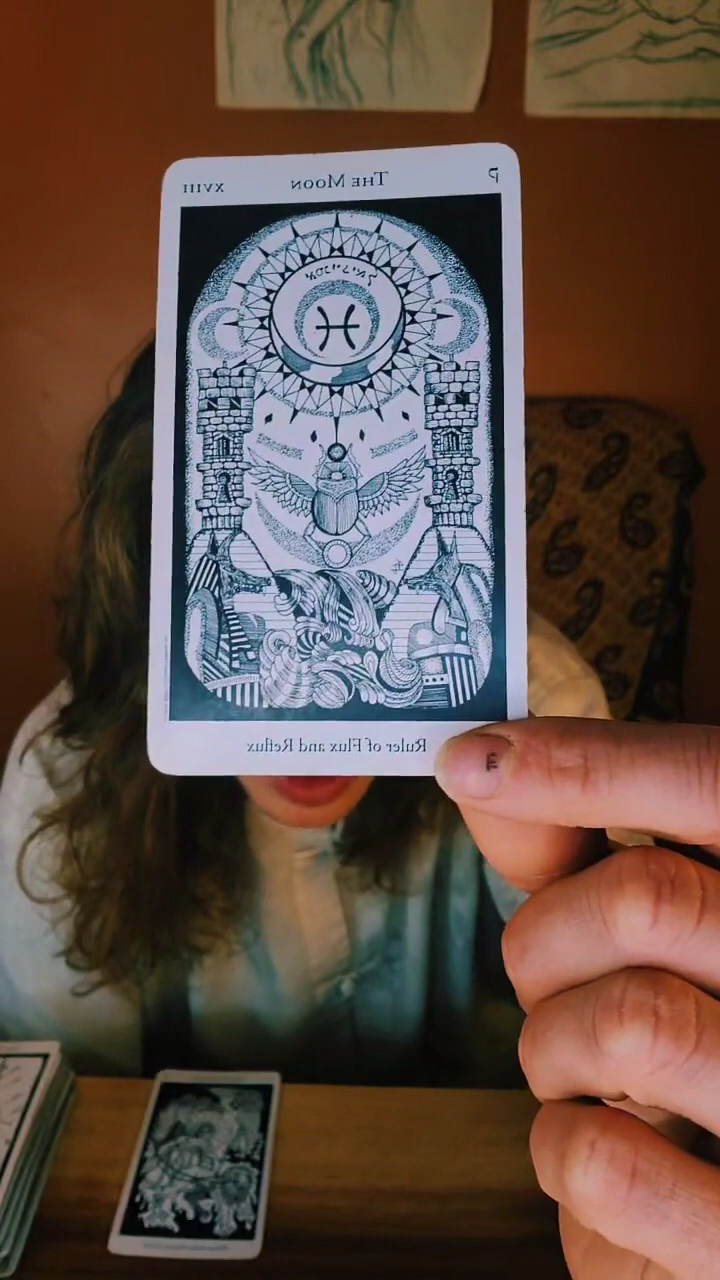 ק THE MOON XVIII
Ruler of Flux and Reflux